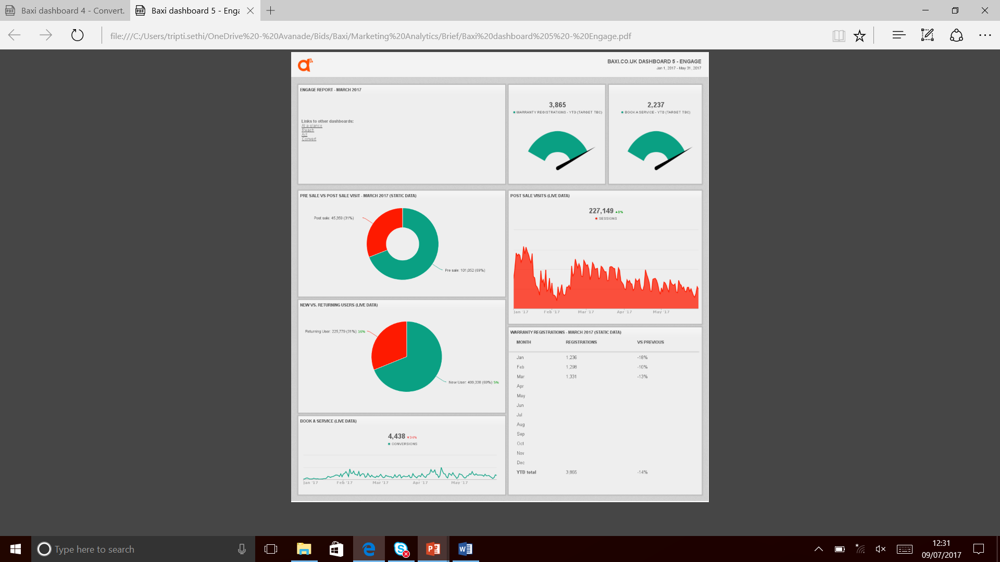 Baxi dashboard 4 - Convert.
Baxi dashboard 5 - Enga
file:///C:/Users/tripti.sethi/OneDrive%20-%20Avanade/Bids/Baxi/Marketing%20Analytics/Brief/Baxi%20dashboard%205%20-%20Engage.pdf
BAXI.CO.UK DASHBOARD 5 - ENGAGE
Jan 1, 2017 - May 31, 2017
ENGAGE REPORT - MARCH 2017
Links to other dashboards:
At a glance
Reach
Act
Convert
3,865
WARRANTY REGISTRATIONS - YTD (TARGET TBC)
2,237
BOOK A SERVICE - YTD (TARGET TBC)
PRE SALE VS POST SALE VISIT - MARCH 2017 (STATIC DATA)
Post sale: 45,359 (31%)
Pre sale: 101,052 (69%)
POST SALE VISITS (LIVE DATA)
227,149 ▲8%
SESSIONS
Jan '17 Feb '17 Mar '17 Apr '17 May '17
NEW VS. RETURNING USERS (LIVE DATA)
Returning User: 225,779 (31%) 16%
New User: 499,338 (69%) 5%
WARRANTY REGISTRATIONS - MARCH 2017 (STATIC DATA)
MONTH REGISTRATIONS VS PREVIOUS
Jan 1,236 -18%
Feb 1,298 -10%
Mar 1,331 -13%
Apr
May
Jun
Jul
Aug
Sep
Oct
Nov
Dec
YTD total 3,865 -14%
BOOK A SERVICE (LIVE DATA)
4,438 ▼34%
CONVERSIONS
Jan '17 Feb '17 Mar '17 Apr '17 May '17
Type here to search
12:31
09/07/2017